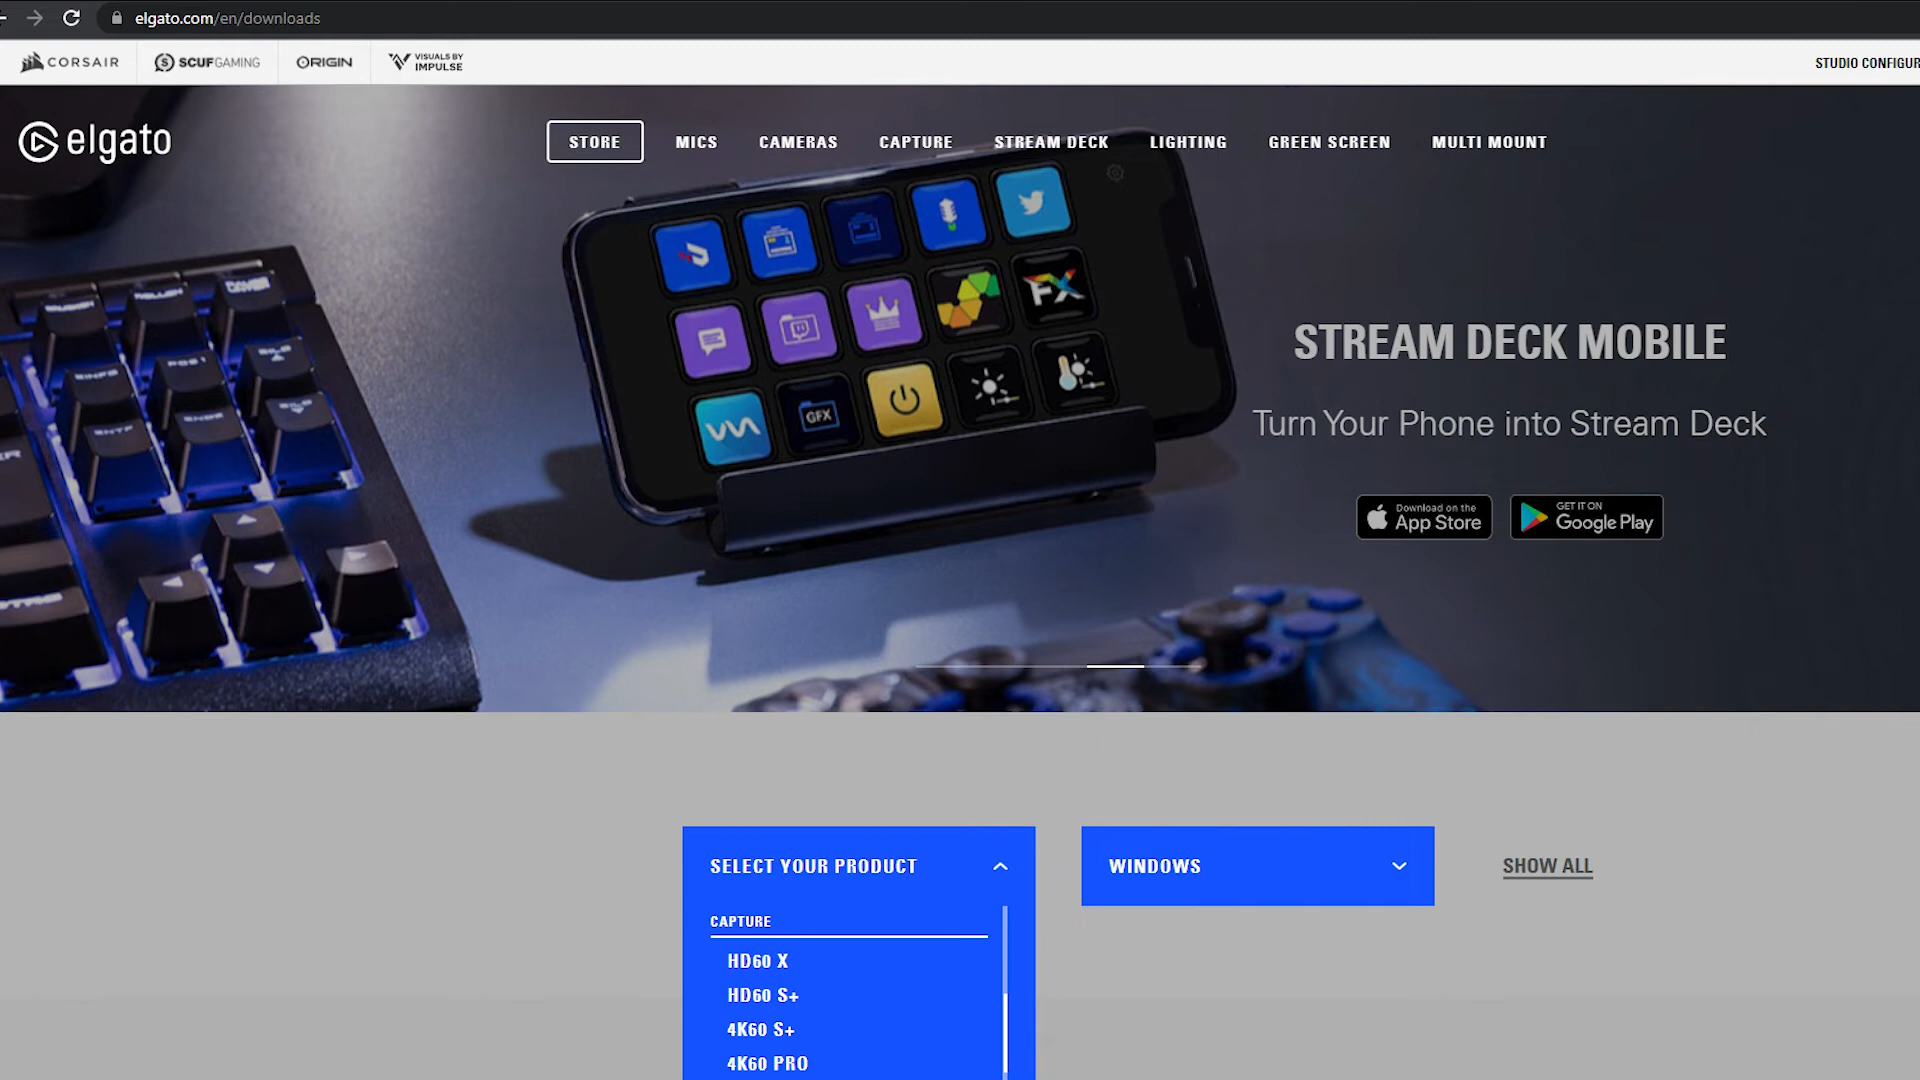 elgato.com/en/downloads
CORSAIR
SCUFGAMING
ORIGIN
VISUALS BY
IMPULSE
STUDIO CONFIGUR
elgato
STORE
MICS
CAMERAS
CAPTURE
STREAM DECK
LIGHTING
GREEN SCREEN
MULTI MOUNT
FX
GFX
STREAM DECK MOBILE
Turn Your Phone into Stream Deck
Download on the
App Store
GET IT ON
Google Play
SELECT YOUR PRODUCT
WINDOWS
SHOW ALL
CAPTURE
HD60 X
HD60 S+
4K60 S+
4K60 PRO